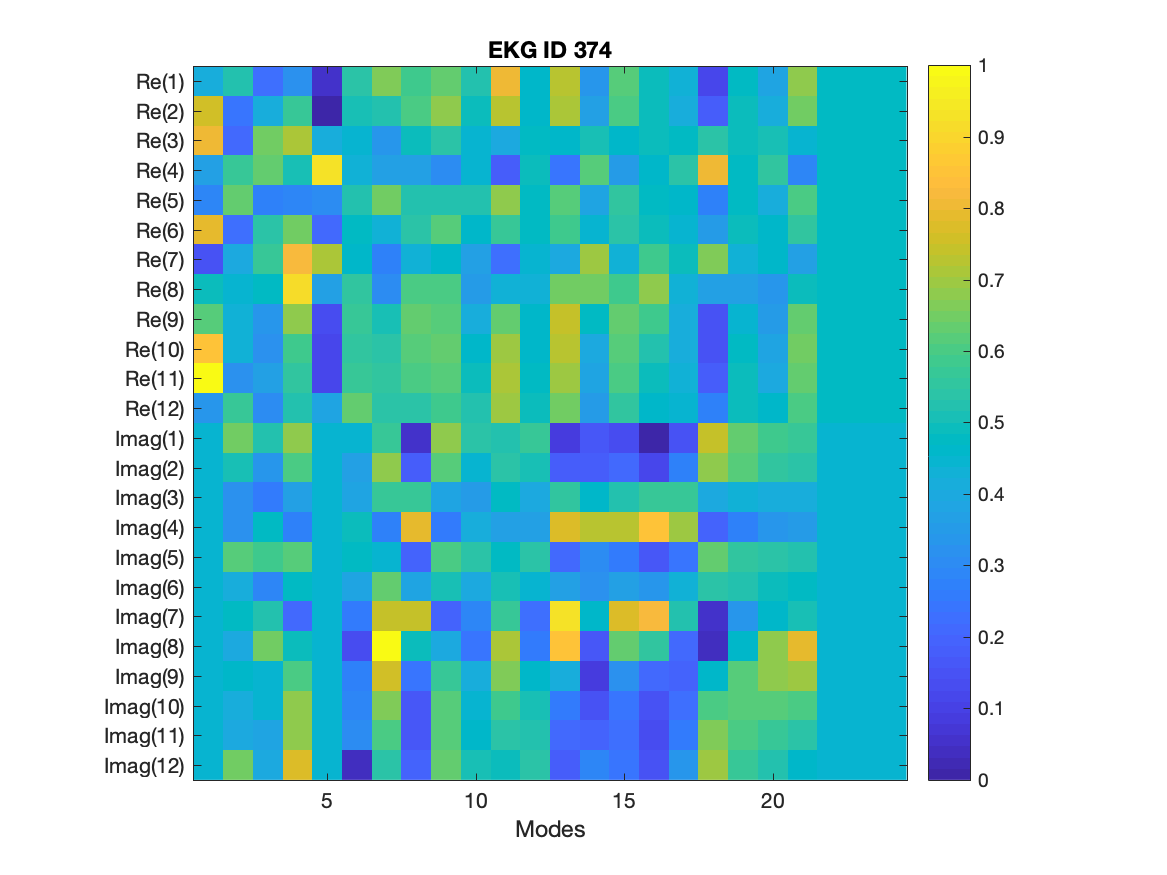 EKG ID 374
Re(1)
Re(2)
Re(3)
Re(4)
Re(5)
Re(6)
Re(7)
Re(8)
Re(9)
Re(10)
Re(11)
Re(12)
Imag(1)
Imag(2)
Imag(3)
Imag(4)
Imag(5)
Imag(6)
Imag(7)
Imag(8)
Imag(9)
Imag(10)
Imag(11)
Imag(12)
5 10 15 20
Modes
1
0.9
0.8
0.7
0.6
0.5
0.4
0.3
0.2
0.1
0